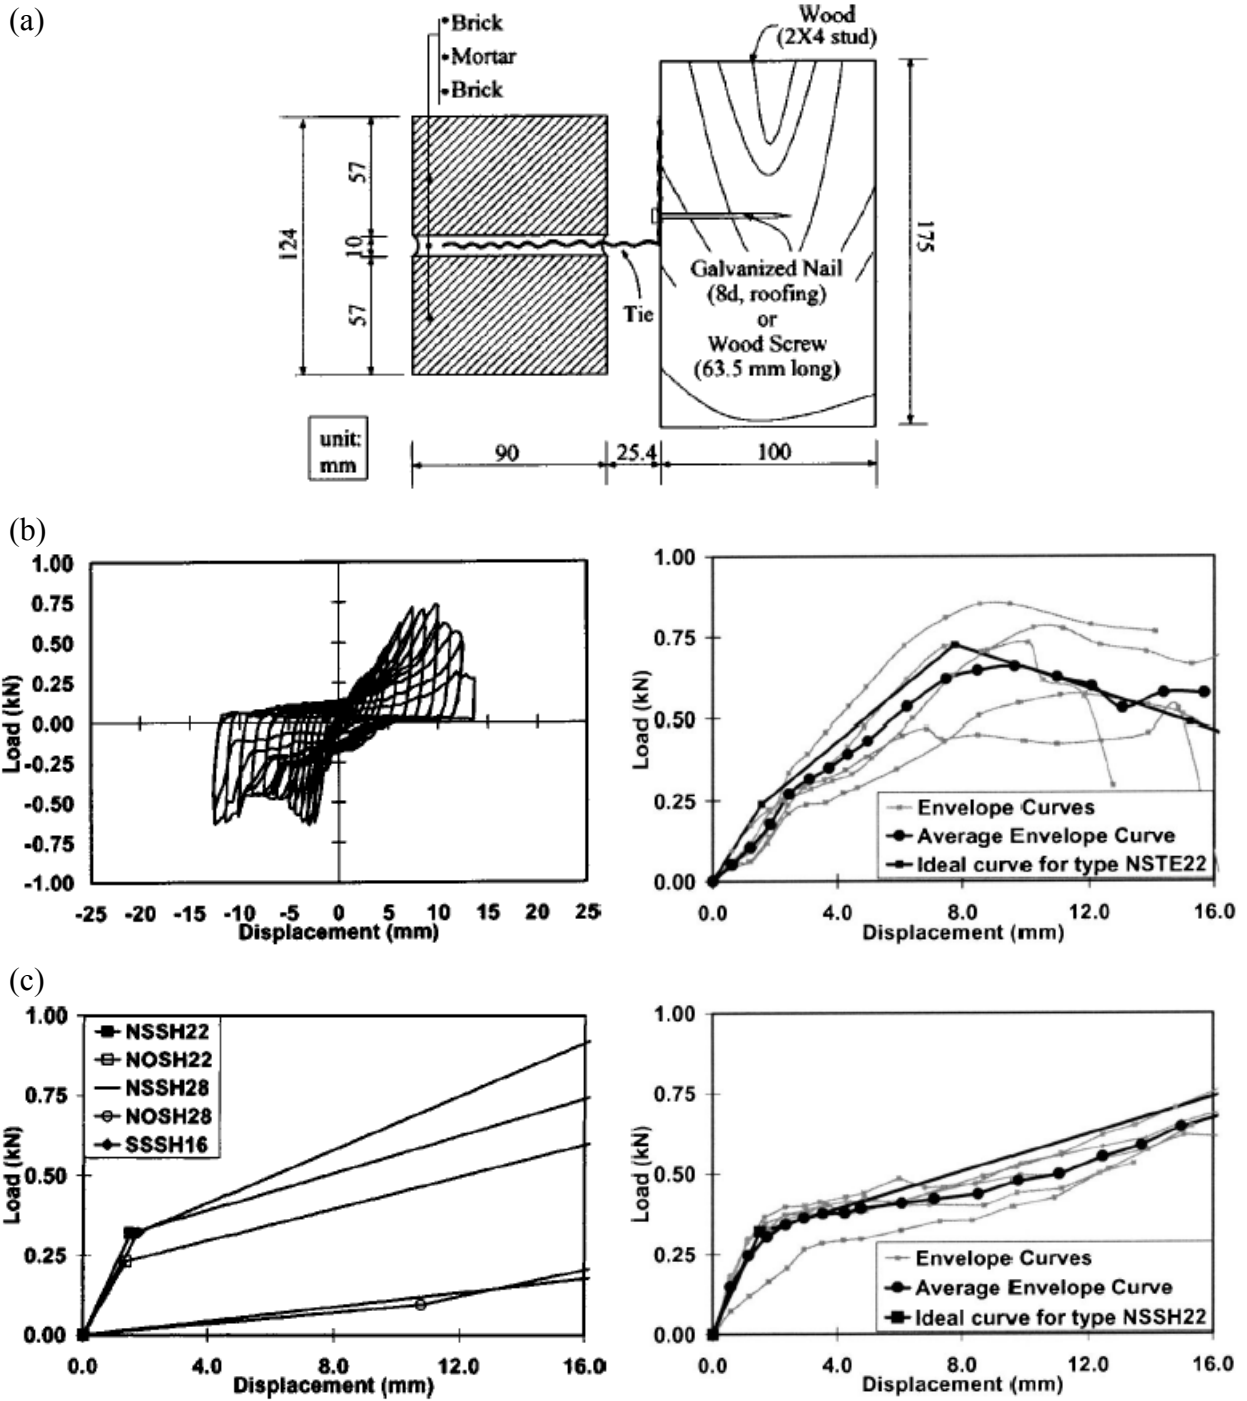 (a)
Brick
Mortar
Brick
Wood
(2X4 stud)
57
10
57
124
175
Galvanized Nail
(8d, roofing)
or
Wood Screw
(63.5 mm long)
Tie
unit:
mm
90
25.4
100
(b)
1.00
0.75
0.50
0.25
0.00
-0.25
-0.50
-0.75
-1.00
Load (kN)
-25 -20 -15 -10 -5 0 5 10 15 20 25
Displacement (mm)
1.00
0.75
0.50
0.25
0.00
Load (kN)
Envelope Curves
Average Envelope Curve
Ideal curve for type NSTE22
0.0 4.0 8.0 12.0 16.0
Displacement (mm)
(c)
1.00
0.75
0.50
0.25
0.00
Load (kN)
NSSH22
NOSH22
NSSH28
NOSH28
SSSH16
0.0 4.0 8.0 12.0 16.0
Displacement (mm)
1.00
0.75
0.50
0.25
0.00
Load (kN)
Envelope Curves
Average Envelope Curve
Ideal curve for type NSSH22
0.0 4.0 8.0 12.0 16.0
Displacement (mm)